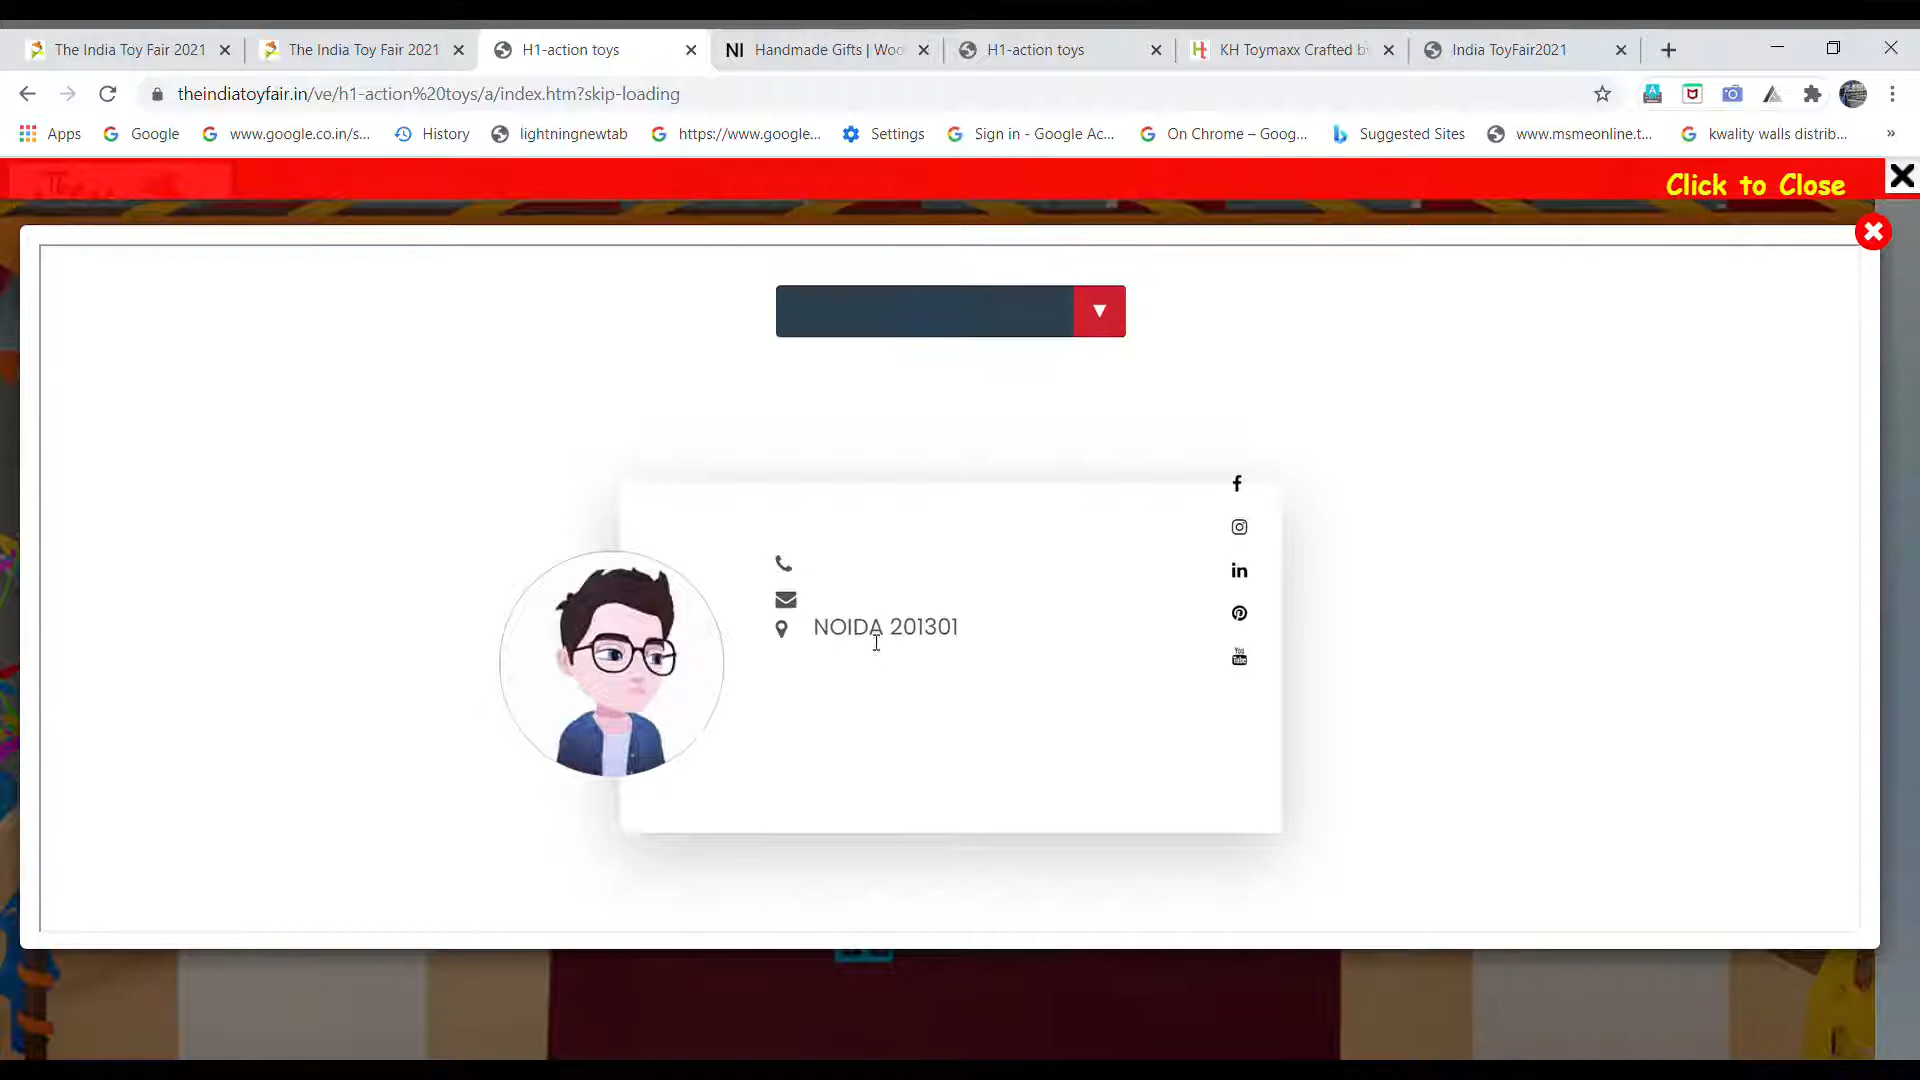 The India Toy Fair 2021
The India Toy Fair 2021
H1-action toys
NI Handmade Gifts | Woo
H1-action toys
KH Toymaxx Crafted b
India ToyFair2021
theindiatoyfair.in/ve/h1-action%20toys/a/index.htm?skip-loading
Apps
Google
www.google.co.in/s...
History
lightningnewtab
https://www.google...
Settings
Sign in - Google Ac...
On Chrome – Goog...
Suggested Sites
www.msmeonline.t...
kwality walls distrib...
»
Click to Close
NOIDA 201301
You
Tube